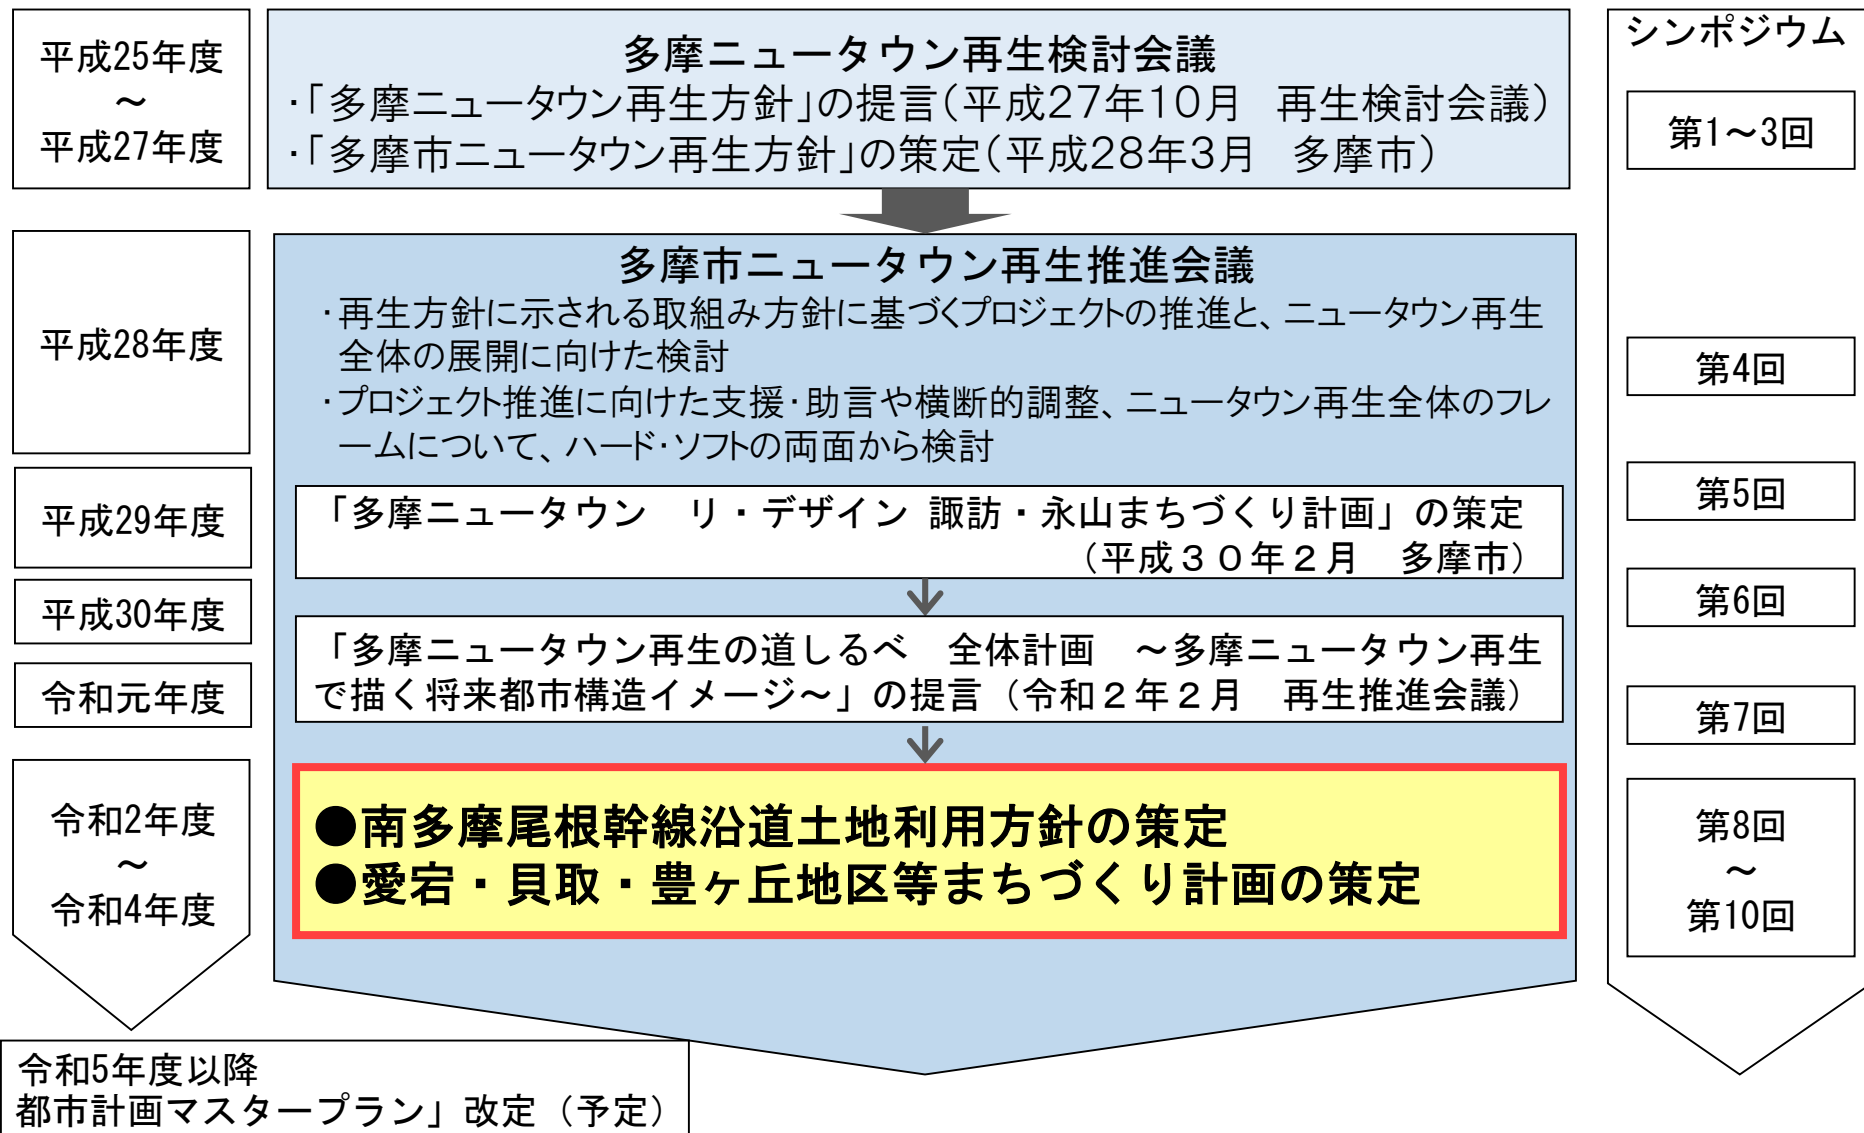 平成25年度
～
平成27年度
多摩ニュータウン再生検討会議
・「多摩ニュータウン再生方針」の提言(平成27年10月　再生検討会議)
・「多摩市ニュータウン再生方針」の策定(平成28年3月　多摩市)
シンポジウム
第1～3回
平成28年度
多摩市ニュータウン再生推進会議
・再生方針に示される取組み方針に基づくプロジェクトの推進と、ニュータウン再生
全体の展開に向けた検討
・プロジェクト推進に向けた支援・助言や横断的調整、ニュータウン再生全体のフレ
ームについて、ハード・ソフトの両面から検討
第4回
平成29年度
「多摩ニュータウン　リ・デザイン 諏訪・永山まちづくり計画」の策定
（平成３０年２月　多摩市）
第5回
平成30年度
第6回
令和元年度
「多摩ニュータウン再生の道しるべ　全体計画　～多摩ニュータウン再生
で描く将来都市構造イメージ～」の提言（令和２年２月　再生推進会議）
第7回
令和2年度
～
令和4年度
●南多摩尾根幹線沿道土地利用方針の策定
●愛宕・貝取・豊ヶ丘地区等まちづくり計画の策定
第8回
～
第10回
令和5年度以降
都市計画マスタープラン」改定（予定）